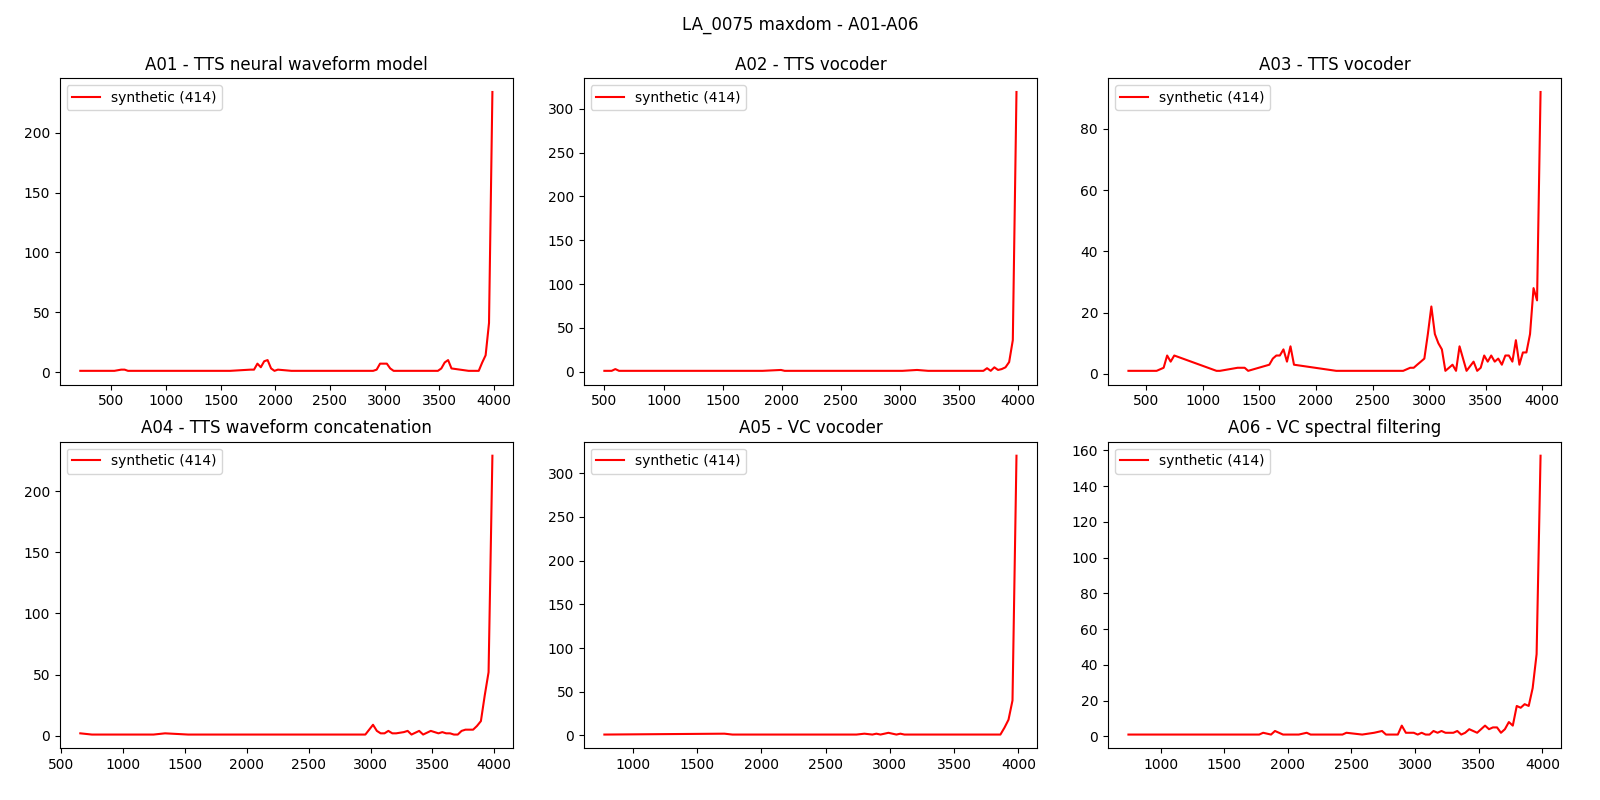 LA_0075 maxdom - A01-A06
A01 - TTS neural waveform model
synthetic (414)
200
150
100
50
0
500 1000 1500 2000 2500 3000 3500 4000
A02 - TTS vocoder
synthetic (414)
300
250
200
150
100
50
0
500 1000 1500 2000 2500 3000 3500 4000
A03 - TTS vocoder
synthetic (414)
80
60
40
20
0
500 1000 1500 2000 2500 3000 3500 4000
A04 - TTS waveform concatenation
synthetic (414)
200
150
100
50
0
500 1000 1500 2000 2500 3000 3500 4000
A05 - VC vocoder
synthetic (414)
300
250
200
150
100
50
0
1000 1500 2000 2500 3000 3500 4000
A06 - VC spectral filtering
synthetic (414)
160
140
120
100
80
60
40
20
0
1000 1500 2000 2500 3000 3500 4000